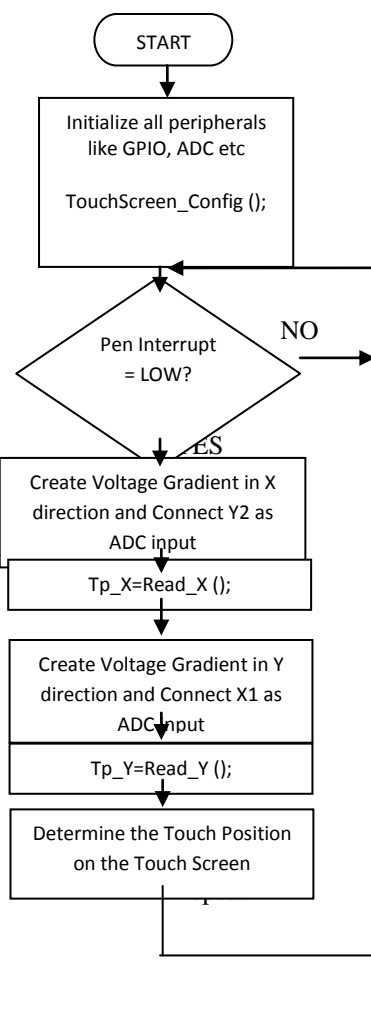 START
Initialize all peripherals
like GPIO, ADC etc
TouchScreen_Config ();
Pen Interrupt
= LOW?
NO
Create Voltage Gradient in X
direction and Connect Y2 as
ADC input
Tp_X=Read_X ();
Create Voltage Gradient in Y
direction and Connect X1 as
ADC input
Tp_Y=Read_Y ();
Determine the Touch Position
on the Touch Screen